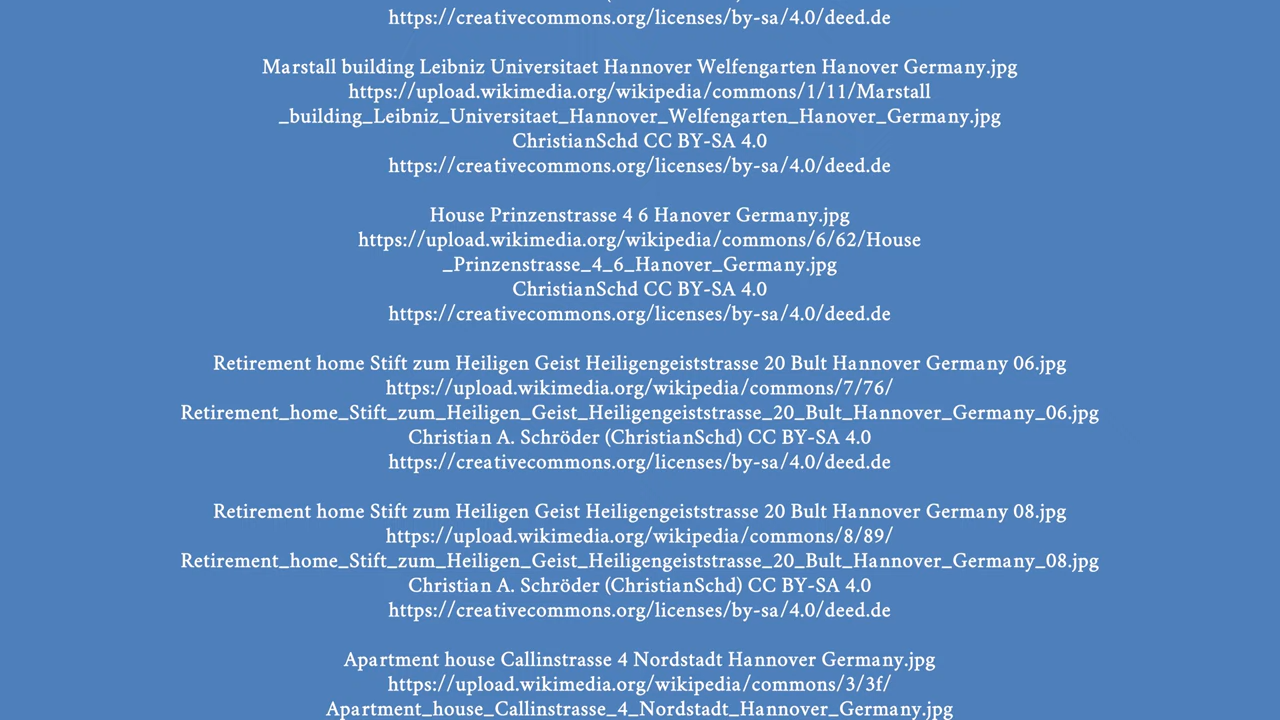 https://creativecommons.org/licenses/by-sa/4.0/deed.de
Marstall building Leibniz Universitaet Hannover Welfengarten Hanover Germany.jpg
https://upload.wikimedia.org/wikipedia/commons/1/11/Marstall
_building_Leibniz_Universitaet_Hannover_Welfengarten_Hanover_Germany.jpg
ChristianSchd CC BY-SA 4.0
https://creativecommons.org/licenses/by-sa/4.0/deed.de
House Prinzenstrasse 4 6 Hanover Germany.jpg
https://upload.wikimedia.org/wikipedia/commons/6/62/House
_Prinzenstrasse_4_6_Hanover_Germany.jpg
ChristianSchd CC BY-SA 4.0
https://creativecommons.org/licenses/by-sa/4.0/deed.de
Retirement home Stift zum Heiligen Geist Heiligengeiststrasse 20 Bult Hannover Germany 06.jpg
https://upload.wikimedia.org/wikipedia/commons/7/76/
Retirement_home_Stift_zum_Heiligen_Geist_Heiligengeiststrasse_20_Bult_Hannover_Germany_06.jpg
Christian A. Schröder (ChristianSchd) CC BY-SA 4.0
https://creativecommons.org/licenses/by-sa/4.0/deed.de
Retirement home Stift zum Heiligen Geist Heiligengeiststrasse 20 Bult Hannover Germany 08.jpg
https://upload.wikimedia.org/wikipedia/commons/8/89/
Retirement_home_Stift_zum_Heiligen_Geist_Heiligengeiststrasse_20_Bult_Hannover_Germany_08.jpg
Christian A. Schröder (ChristianSchd) CC BY-SA 4.0
https://creativecommons.org/licenses/by-sa/4.0/deed.de
Apartment house Callinstrasse 4 Nordstadt Hannover Germany.jpg
https://upload.wikimedia.org/wikipedia/commons/3/3f/
Apartment_house_Callinstrasse_4_Nordstadt_Hannover_Germany.jpg